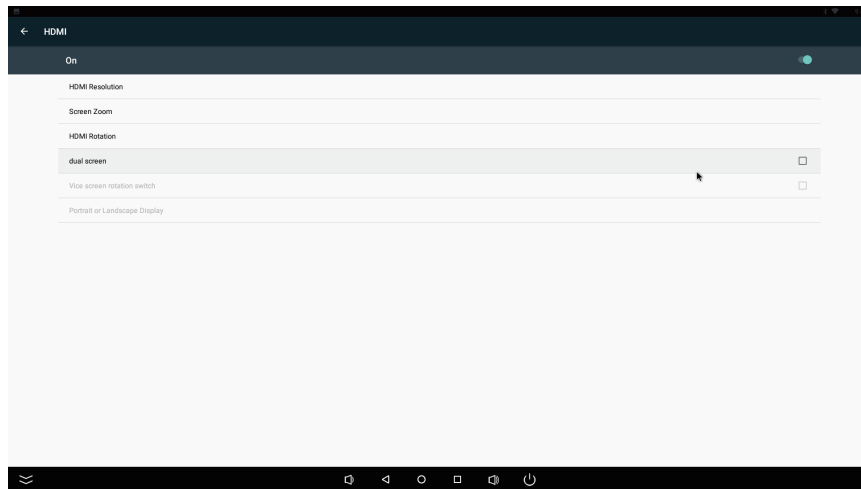 HDMI
On
HDMI Resolution
Screen Zoom
HDMI Rotation
dual screen
Vice screen rotation switch
Portrait or Landscape Display